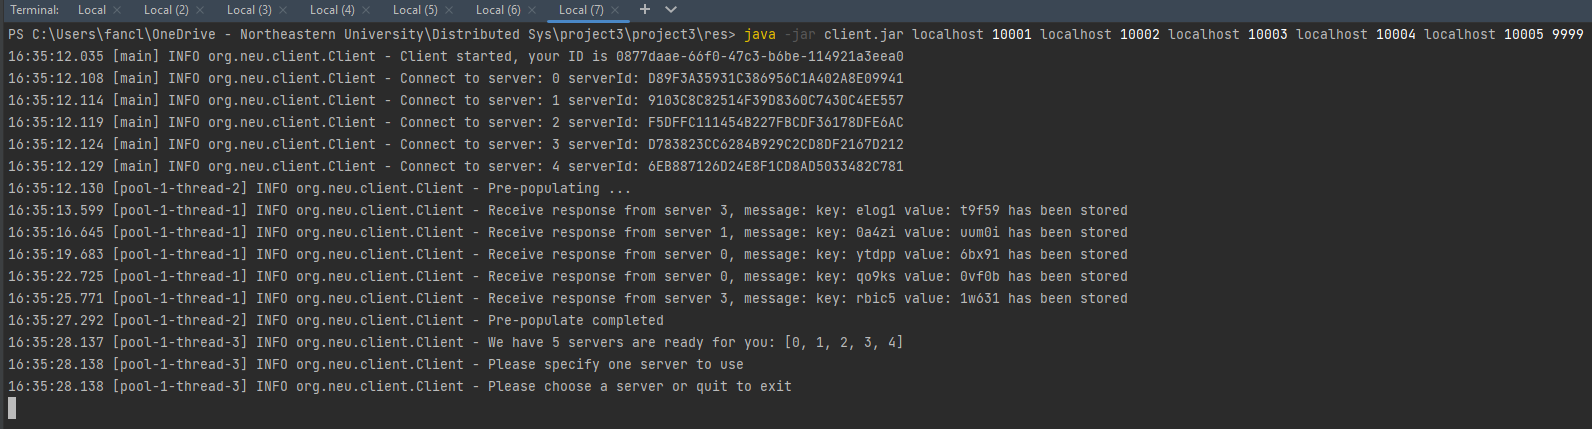 Terminal: Local × Local (2) × Local (3) × Local (4) × Local (5) × Local (6) × Local (7) × +
PS C:\Users\fancl\OneDrive - Northeastern University\Distributed Sys\project3\project3\res> java -jar client.jar localhost 10001 localhost 10002 localhost 10003 localhost 10004 localhost 10005 9999
16:35:12.035 [main] INFO org.neu.client.Client - Client started, your ID is 0877daae-66f0-47c3-b6be-114921a3eea0
16:35:12.108 [main] INFO org.neu.client.Client - Connect to server: 0 serverId: D89F3A35931C386956C1A402A8E09941
16:35:12.114 [main] INFO org.neu.client.Client - Connect to server: 1 serverId: 9103C8C82514F39D8360C7430C4EE557
16:35:12.119 [main] INFO org.neu.client.Client - Connect to server: 2 serverId: F5DFFC111454B227FBCDF36178DFE6AC
16:35:12.124 [main] INFO org.neu.client.Client - Connect to server: 3 serverId: D783823CC6284B929C2CD8DF2167D212
16:35:12.129 [main] INFO org.neu.client.Client - Connect to server: 4 serverId: 6EB887126D24E8F1CD8AD5033482C781
16:35:12.130 [pool-1-thread-2] INFO org.neu.client.Client - Pre-populating ...
16:35:13.599 [pool-1-thread-1] INFO org.neu.client.Client - Receive response from server 3, message: key: elog1 value: t9f59 has been stored
16:35:16.645 [pool-1-thread-1] INFO org.neu.client.Client - Receive response from server 1, message: key: 0a4zi value: uum0i has been stored
16:35:19.683 [pool-1-thread-1] INFO org.neu.client.Client - Receive response from server 0, message: key: ytdpp value: 6bx91 has been stored
16:35:22.725 [pool-1-thread-1] INFO org.neu.client.Client - Receive response from server 0, message: key: qo9ks value: 0vf0b has been stored
16:35:25.771 [pool-1-thread-1] INFO org.neu.client.Client - Receive response from server 3, message: key: rbic5 value: 1w631 has been stored
16:35:27.292 [pool-1-thread-2] INFO org.neu.client.Client - Pre-populate completed
16:35:28.137 [pool-1-thread-3] INFO org.neu.client.Client - We have 5 servers are ready for you: [0, 1, 2, 3, 4]
16:35:28.138 [pool-1-thread-3] INFO org.neu.client.Client - Please specify one server to use
16:35:28.138 [pool-1-thread-3] INFO org.neu.client.Client - Please choose a server or quit to exit